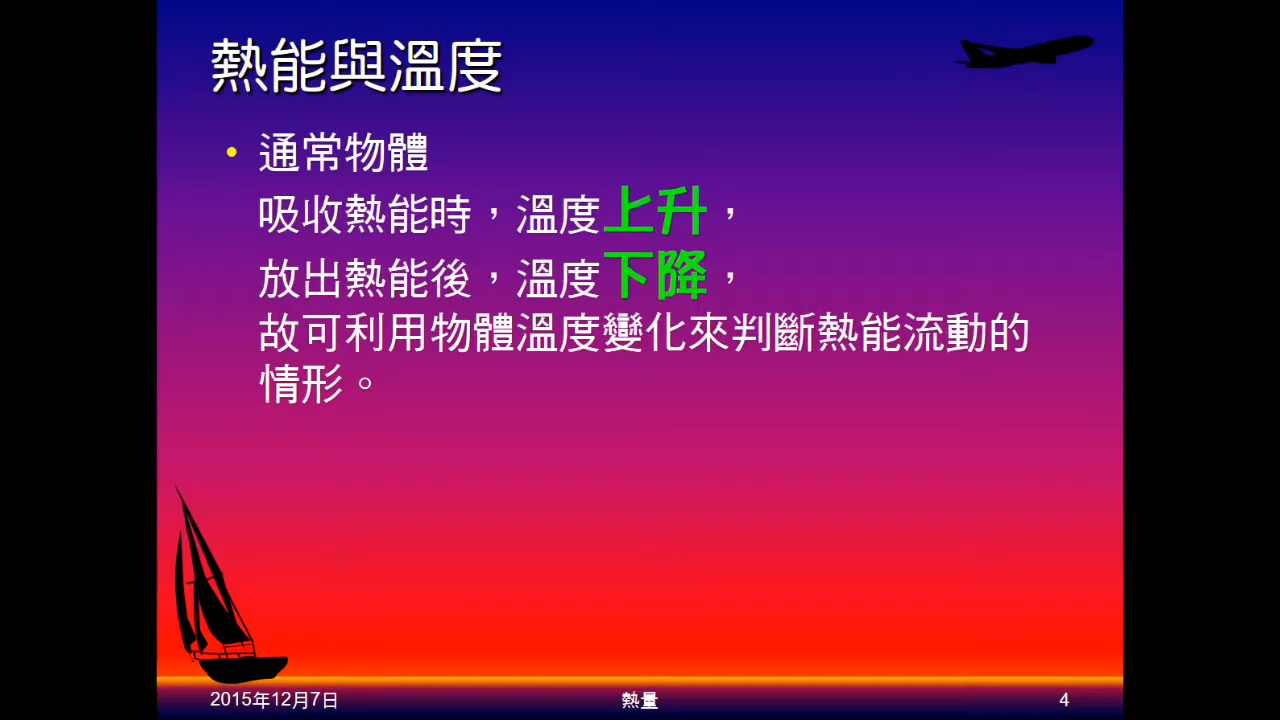 熱能與溫度
• 通常物體
吸收熱能時，溫度上升，
放出熱能後，溫度下降，
故可利用物體溫度變化來判斷熱能流動的
情形。
2015年12月7日
熱量
4